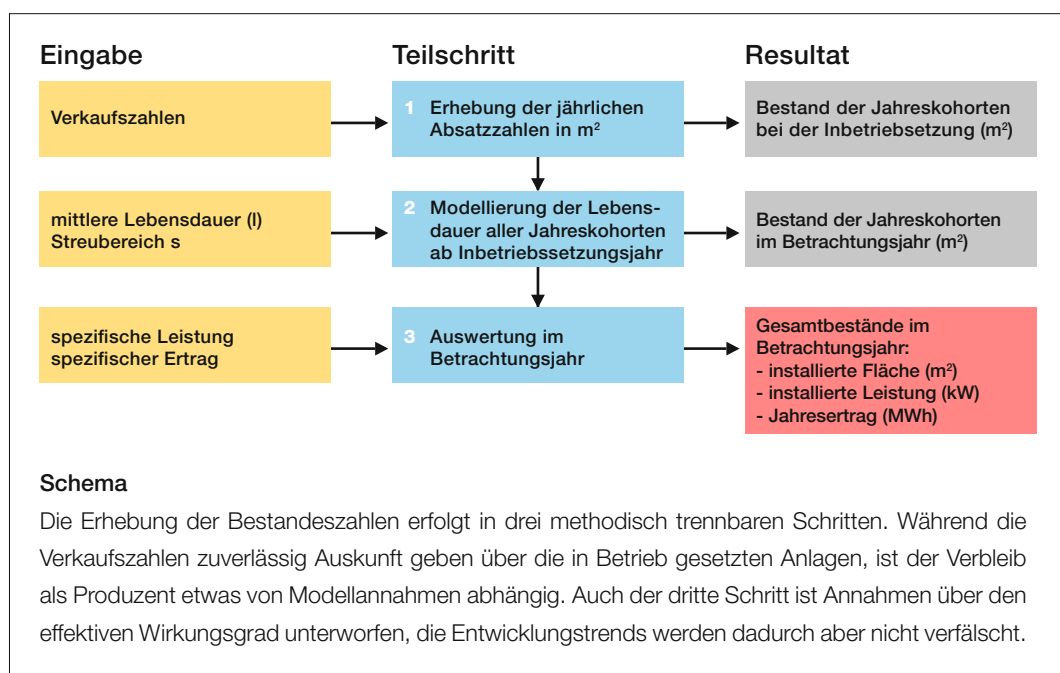 Eingabe
Teilschritt
Resultat
Verkaufszahlen
1 Erhebung der jährlichen
Absatzzahlen in m²
Bestand der Jahreskohorten
bei der Inbetriebsetzung (m²)
mittlere Lebensdauer (l)
Streubereich s
2 Modellierung der Lebens-
dauer aller Jahreskohorten
ab Inbetriebssetzungsjahr
Bestand der Jahreskohorten
im Betrachtungsjahr (m²)
spezifische Leistung
spezifischer Ertrag
3 Auswertung im
Betrachtungsjahr
Gesamtbestände im
Betrachtungsjahr:
- installierte Fläche (m²)
- installierte Leistung (kW)
- Jahresertrag (MWh)
Schema
Die Erhebung der Bestandeszahlen erfolgt in drei methodisch trennbaren Schritten. Während die
Verkaufszahlen zuverlässig Auskunft geben über die in Betrieb gesetzten Anlagen, ist der Verbleib
als Produzent etwas von Modellannahmen abhängig. Auch der dritte Schritt ist Annahmen über den
effektiven Wirkungsgrad unterworfen, die Entwicklungstrends werden dadurch aber nicht verfälscht.